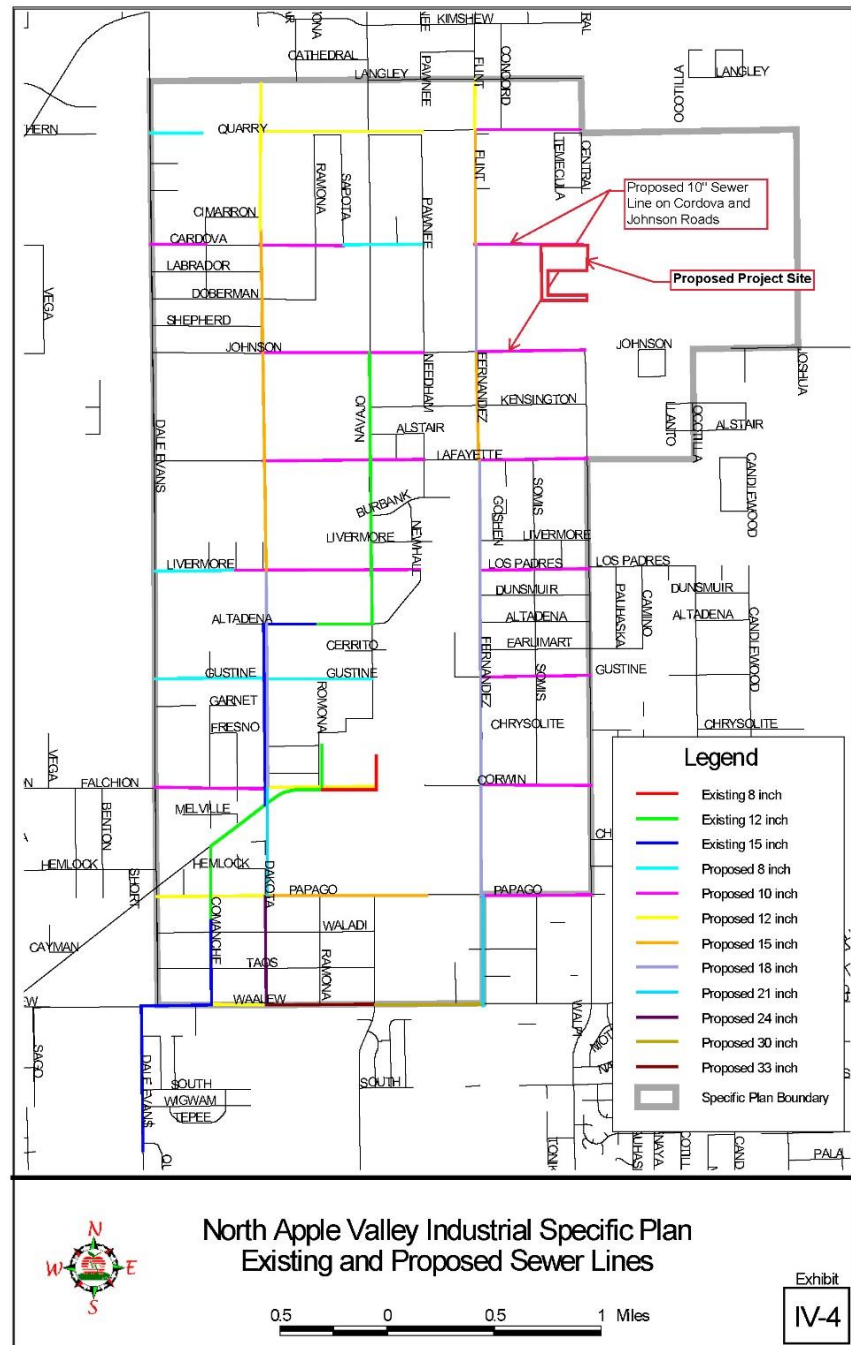 KIMSHEW
CATHEDRAL
LANGLEY
PAWNEE
FLINT
CONCORD
OCOTILLO
LANGLEY
QUARRY
RAMONA
SAPOTA
PAWNEE
FLINT
TEMECULA
CENTRAL
Proposed 10" Sewer
Line on Cordova and
Johnson Roads
Proposed Project Site
CIMARRON
CARDOVA
LABRADOR
DOBERMAN
SHEPHERD
VEGA
JOHNSON
JOHNSON
JOSHUA
NEEDHAM
FERNANDEZ
KENSINGTON
NAVAJO
ALSTAIR
LLANTO
OCOTILLA
ALSTAIR
DALE EVANS
LAFAYETTE
CANDLEWOOD
BURBANK
GOSHEN
SOMIS
LIVERMORE
NEWHALL
LIVERMORE
LIVERMORE
LOS PADRES
LOS PADRES
DUNSMUIR
PAUHASKA
CAMINO
DUNSMUIR
ALTADENA
ALTADENA
ALTADENA
CANDLEWOOD
CERRITO
FERNANDEZ
EARLIMART
GUSTINE
GUSTINE
SOMIS
GUSTINE
GARNET
ROMONA
FRESNO
CHRYSOLITE
CHRYSOLITE
VEGA
FALCHION
CORWIN
BENTON
MELVILLE
HEMLOCK
SHORT
HEMLOCK
DAKOTA
PAPAGO
PAPAGO
CAYMAN
COMANCHE
WALADI
TAOS
RAMONA
WAALEW
SAGO
DALE EVANS
SOUTH
SOUTH
WIGWAM
TEPEE
WALPI
Legend
Existing 8 inch
Existing 12 inch
Existing 15 inch
Proposed 8 inch
Proposed 10 inch
Proposed 12 inch
Proposed 15 inch
Proposed 18 inch
Proposed 21 inch
Proposed 24 inch
Proposed 30 inch
Proposed 33 inch
Specific Plan Boundary
N
W E
S
North Apple Valley Industrial Specific Plan
Existing and Proposed Sewer Lines
0.5 0 0.5 1 Miles
Exhibit
IV-4